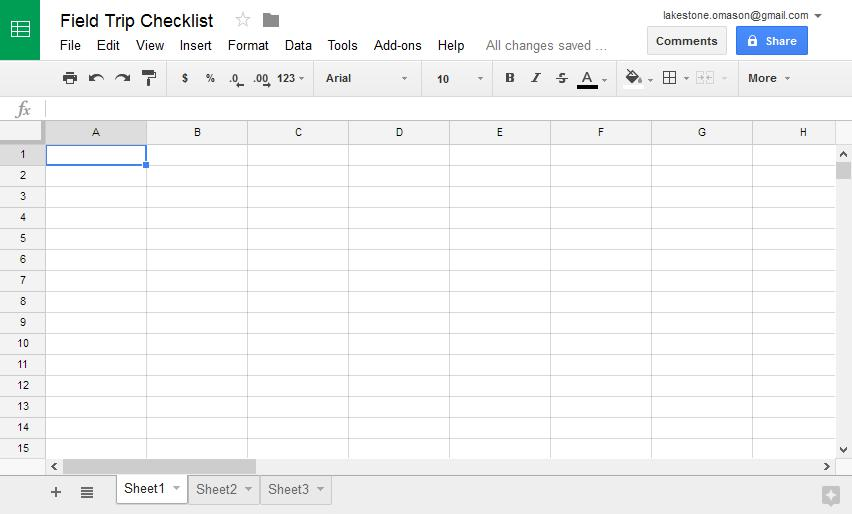 Field Trip Checklist
lakestone.omason@gmail.com
File Edit View Insert Format Data Tools Add-ons Help All changes saved ...
Comments Share
$ % .0 .00 123 Arial 10 B I S A More
fx
A B C D E F G H
1
2
3
4
5
6
7
8
9
10
11
12
13
14
15
+ Sheet1 Sheet2 Sheet3